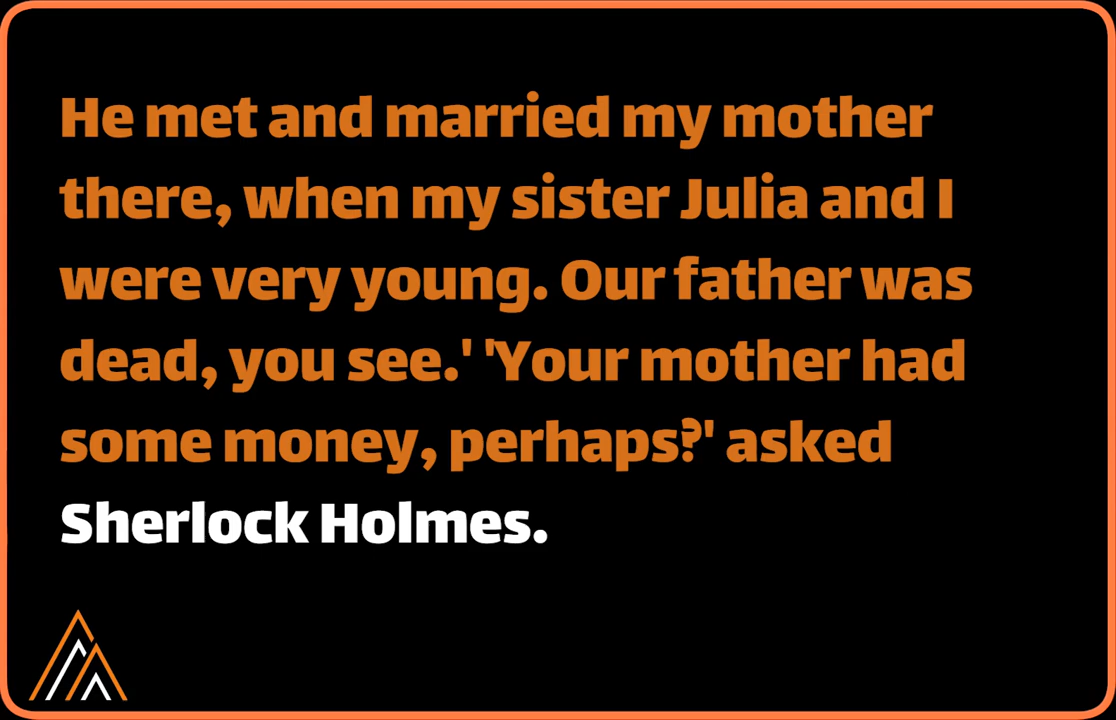 He met and married my mother
there, when my sister Julia and I
were very young. Our father was
dead, you see.' 'Your mother had
some money, perhaps?' asked
Sherlock Holmes.